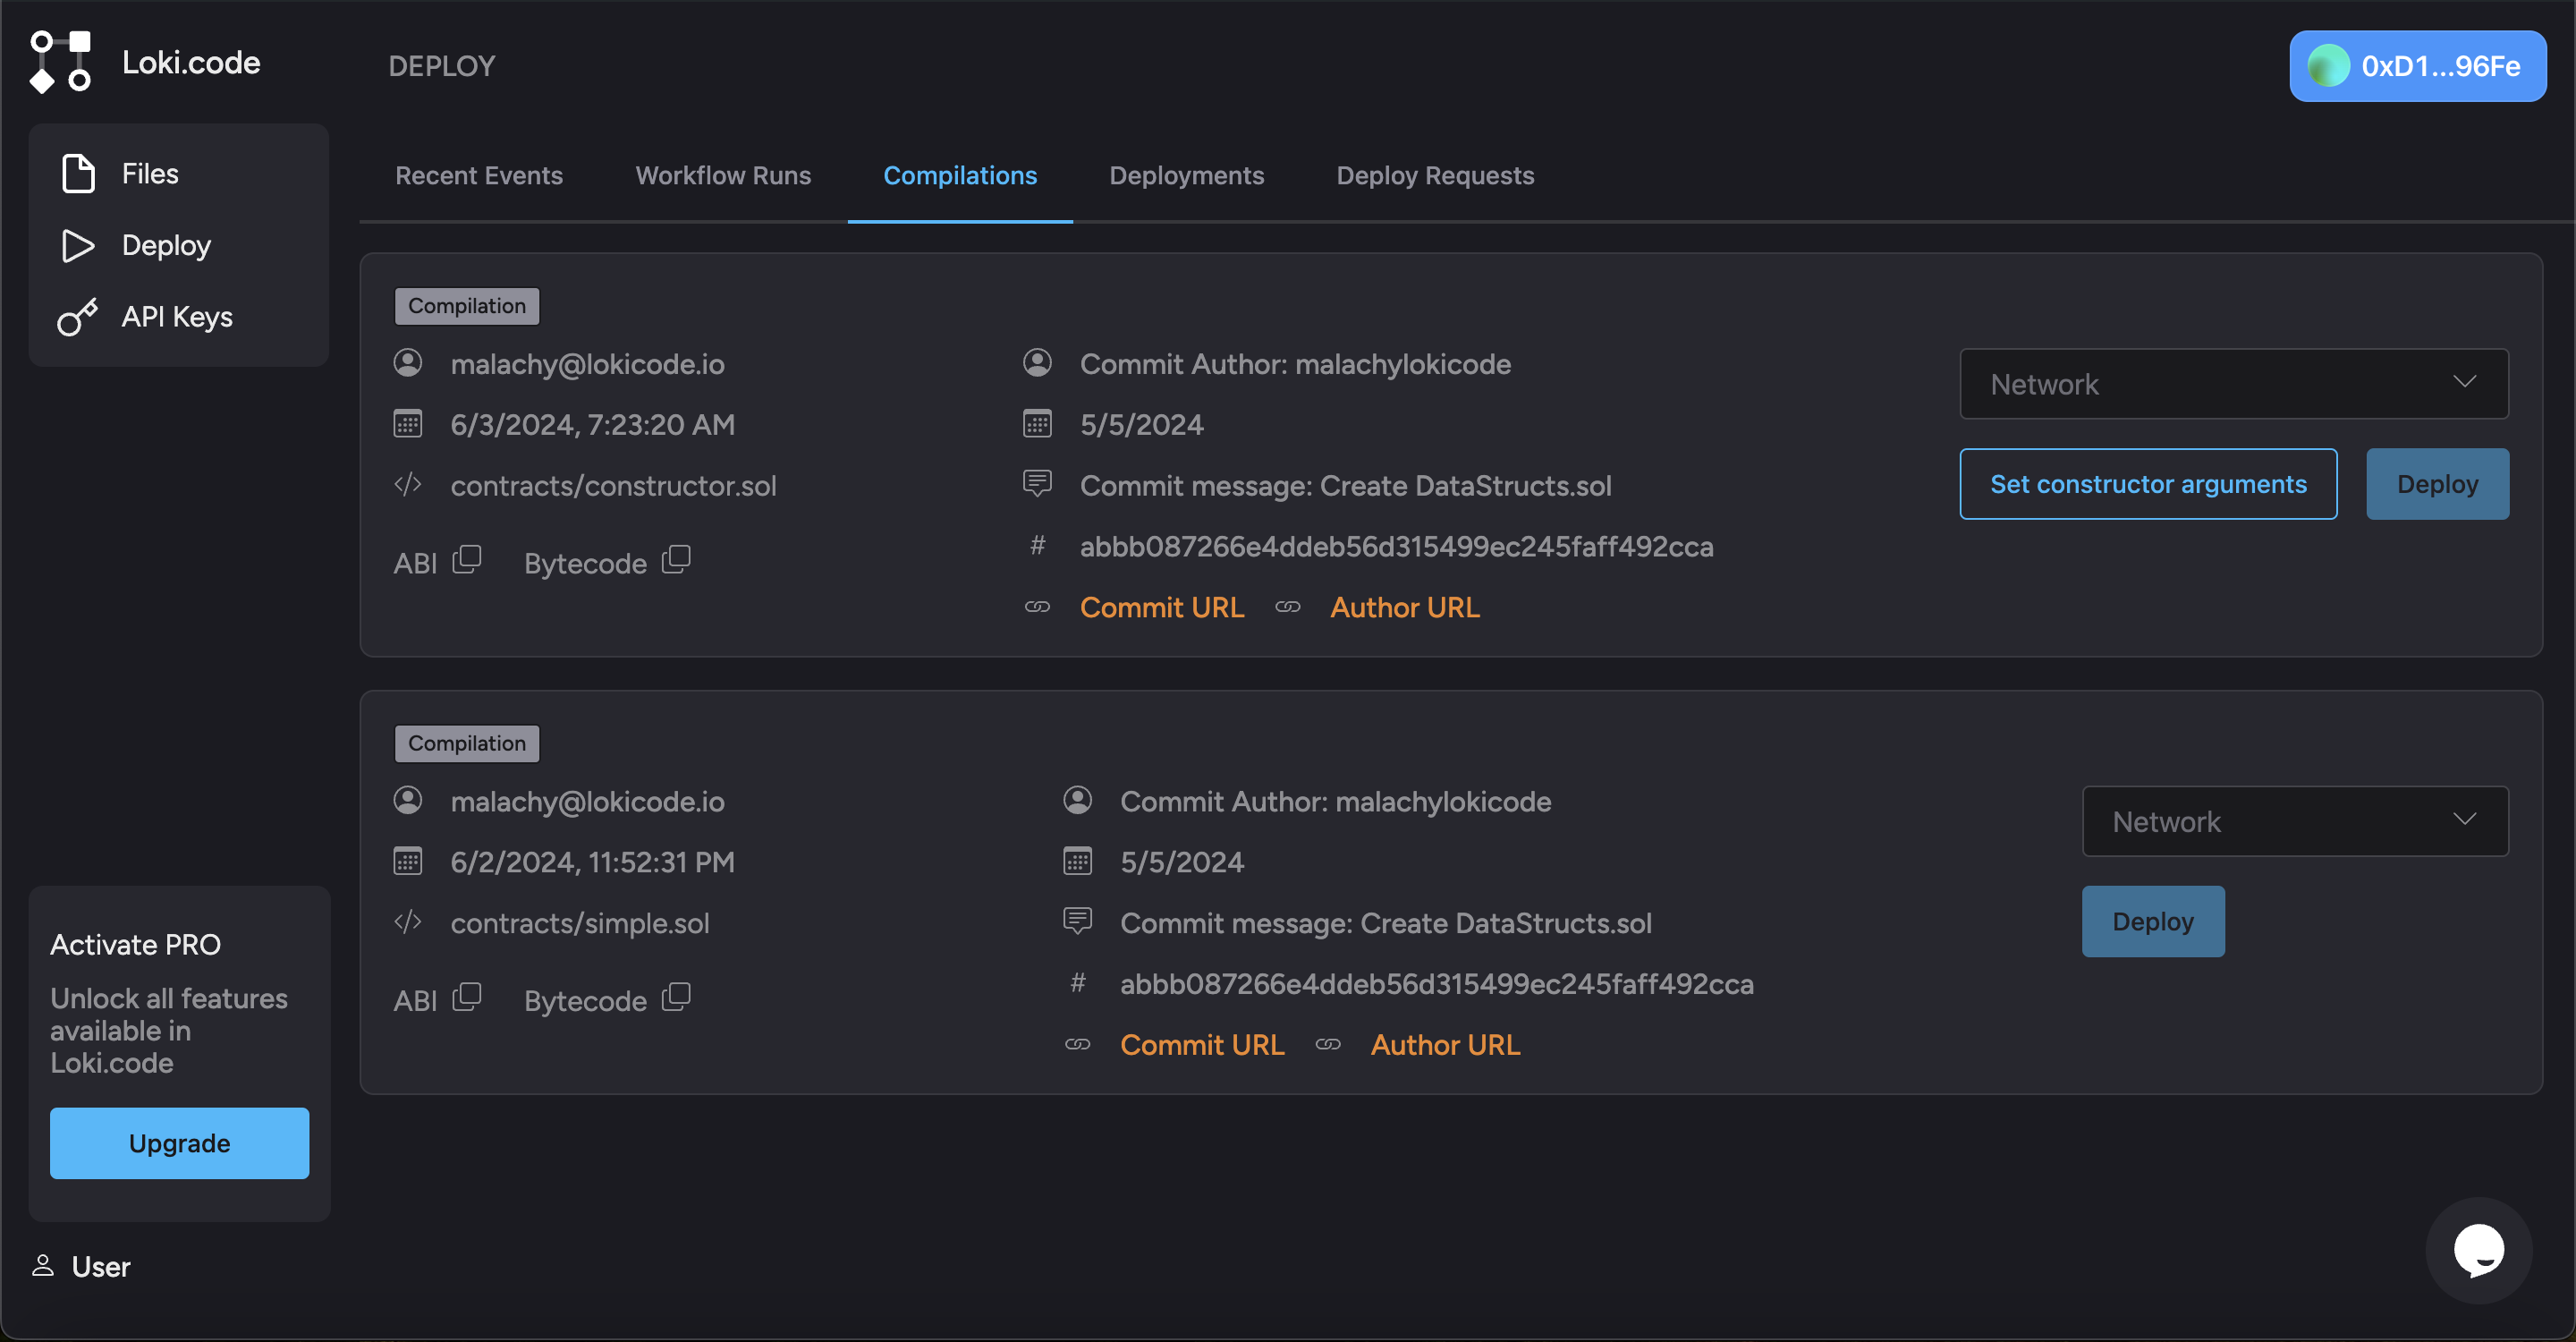 Loki.code
DEPLOY
0xD1...96Fe
Files
Deploy
API Keys
Recent Events
Workflow Runs
Compilations
Deployments
Deploy Requests
Compilation
malachy@lokicode.io
6/3/2024, 7:23:20 AM
contracts/constructor.sol
ABI
Bytecode
Commit Author: malachylokicode
5/5/2024
Commit message: Create DataStructs.sol
# abbb087266e4ddeb56d315499ec245faff492cca
Commit URL
Author URL
Network
Set constructor arguments
Deploy
Compilation
malachy@lokicode.io
6/2/2024, 11:52:31 PM
contracts/simple.sol
ABI
Bytecode
Commit Author: malachylokicode
5/5/2024
Commit message: Create DataStructs.sol
# abbb087266e4ddeb56d315499ec245faff492cca
Commit URL
Author URL
Network
Deploy
Activate PRO
Unlock all features
available in
Loki.code
Upgrade
User